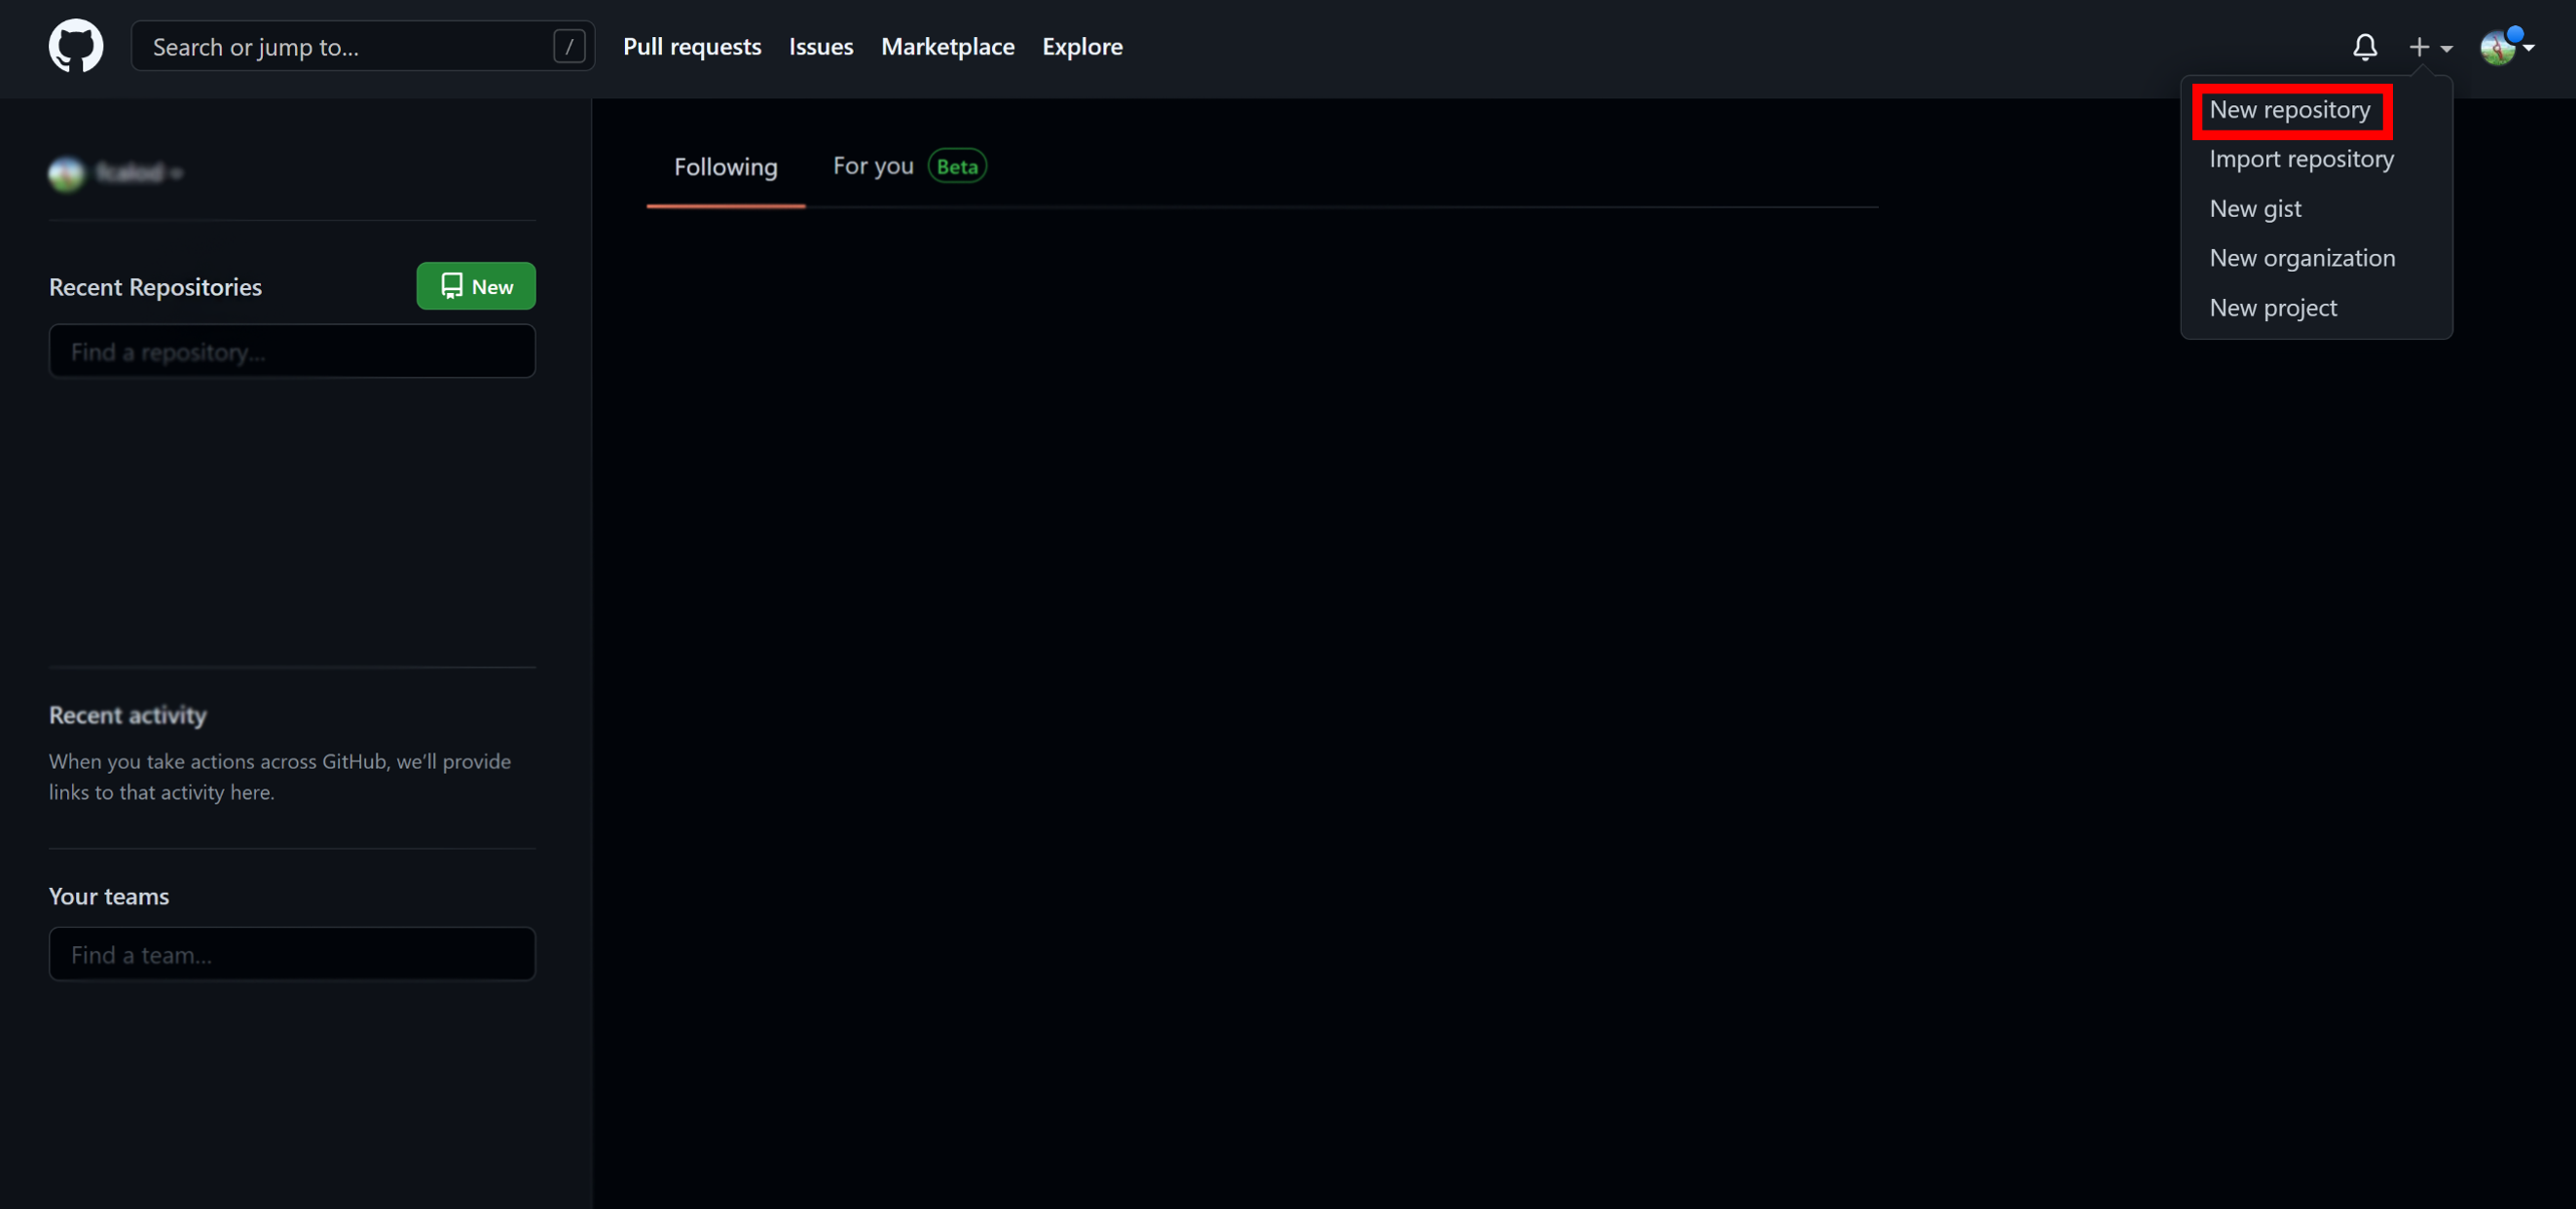 Search or jump to...
/
Pull requests
Issues
Marketplace
Explore
New repository
Import repository
New gist
New organization
New project
Following
For you
Beta
Recent Repositories
New
Find a repository...
Recent activity
When you take actions across GitHub, we'll provide
links to that activity here.
Your teams
Find a team...